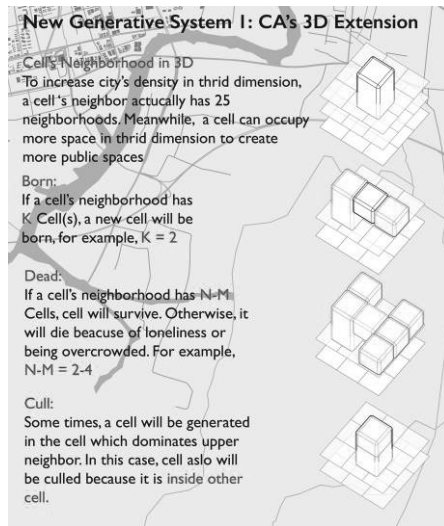 New Generative System 1: CA's 3D Extension
Cell's Neighborhood in 3D
To increase city's density in thrid dimension,
a cell 's neighbor actucally has 25
neighborhoods. Meanwhile, a cell can occupy
more space in thrid dimension to create
more public spaces
Born:
If a cell's neighborhood has
K Cell(s), a new cell will be
born, for example, K = 2
Dead:
If a cell's neighborhood has N-M
Cells, cell will survive. Otherwise, it
will die beacuse of loneliness or
being overcrowded. For example,
N-M = 2-4
Cull:
Some times, a cell will be generated
in the cell which dominates upper
neighbor. In this case, cell aslo will
be culled because it is inside other
cell.